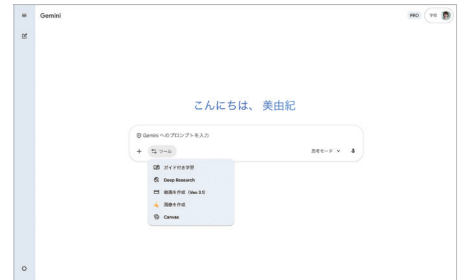 Gemini
PRO
こんにちは、美由紀
Gemini へのプロンプトを入力
ツール
思考モード
ガイド付き学習
Deep Research
動画を作成 (Veo 3.1)
画像を作成
Canvas